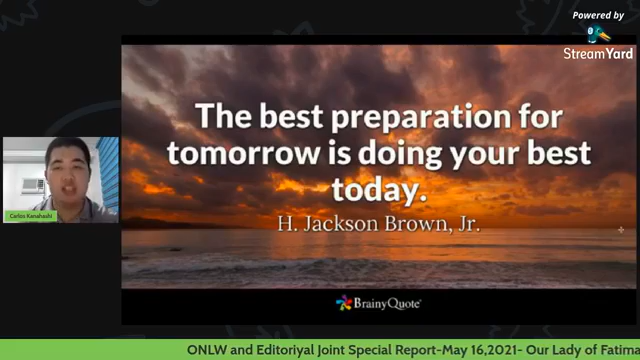 Powered by
StreamYard
The best preparation for
tomorrow is doing your best
today.
H. Jackson Brown, Jr.
BrainyQuote®
Carlos Kanahashi
ONLW and Editoriyal Joint Special Report-May 16,2021- Our Lady of Fatima